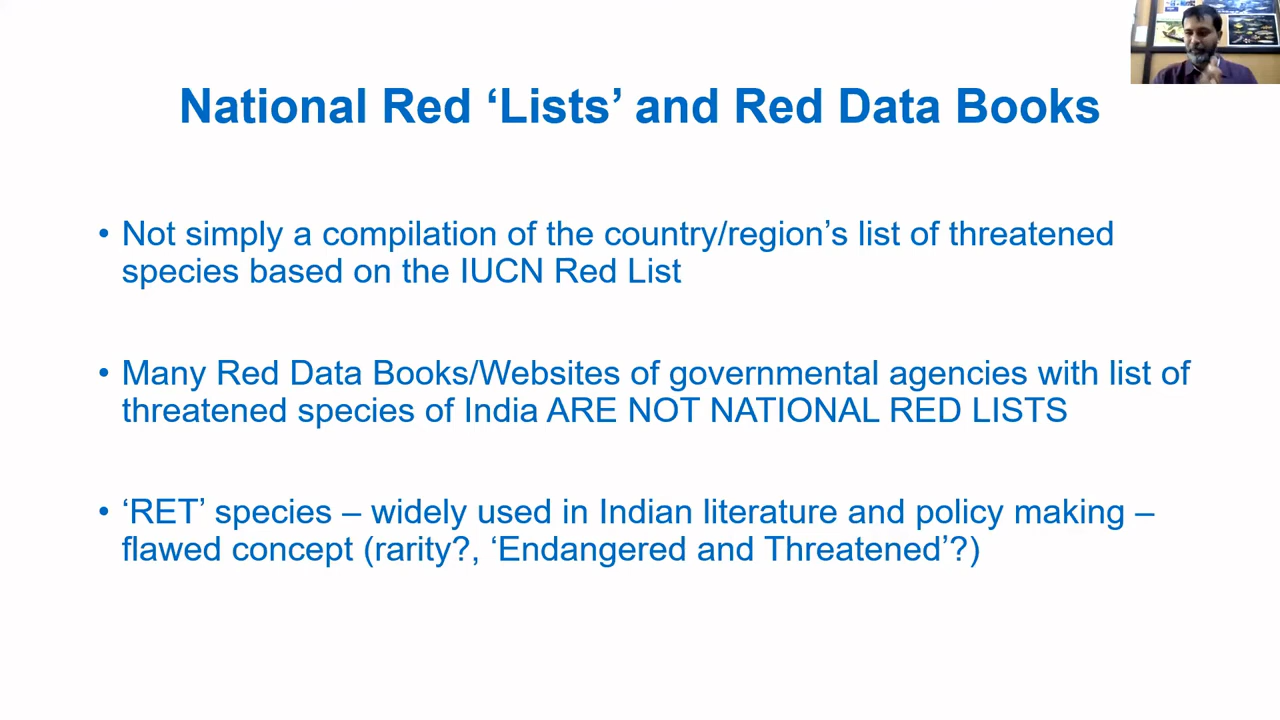 National Red ‘Lists’ and Red Data Books
• Not simply a compilation of the country/region’s list of threatened
species based on the IUCN Red List
• Many Red Data Books/Websites of governmental agencies with list of
threatened species of India ARE NOT NATIONAL RED LISTS
• ‘RET’ species – widely used in Indian literature and policy making –
flawed concept (rarity?, ‘Endangered and Threatened’?)